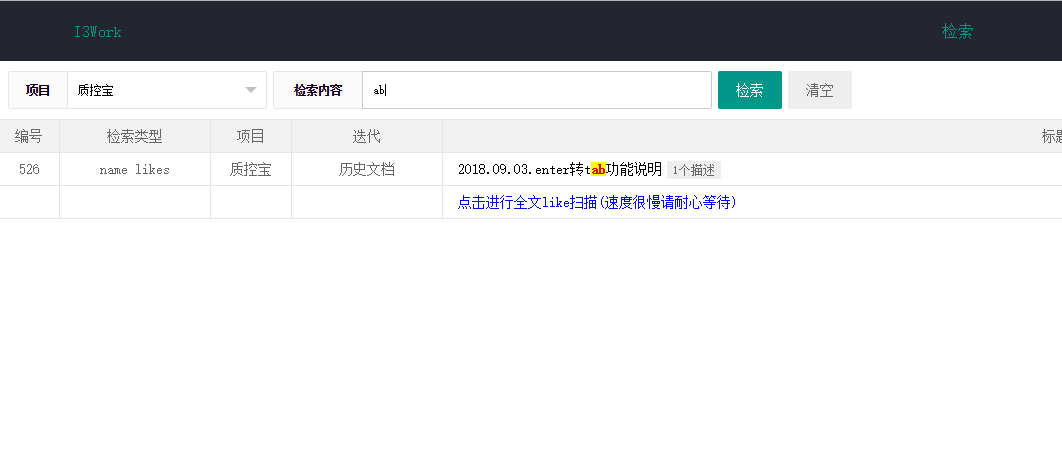 I3Work 检索
项目 质控宝 检索内容 ab 检索 清空
编号 检索类型 项目 迭代 标题
526 name likes 质控宝 历史文档 2018.09.03.enter转tab功能说明 1个描述
点击进行全文like扫描(速度很慢请耐心等待)